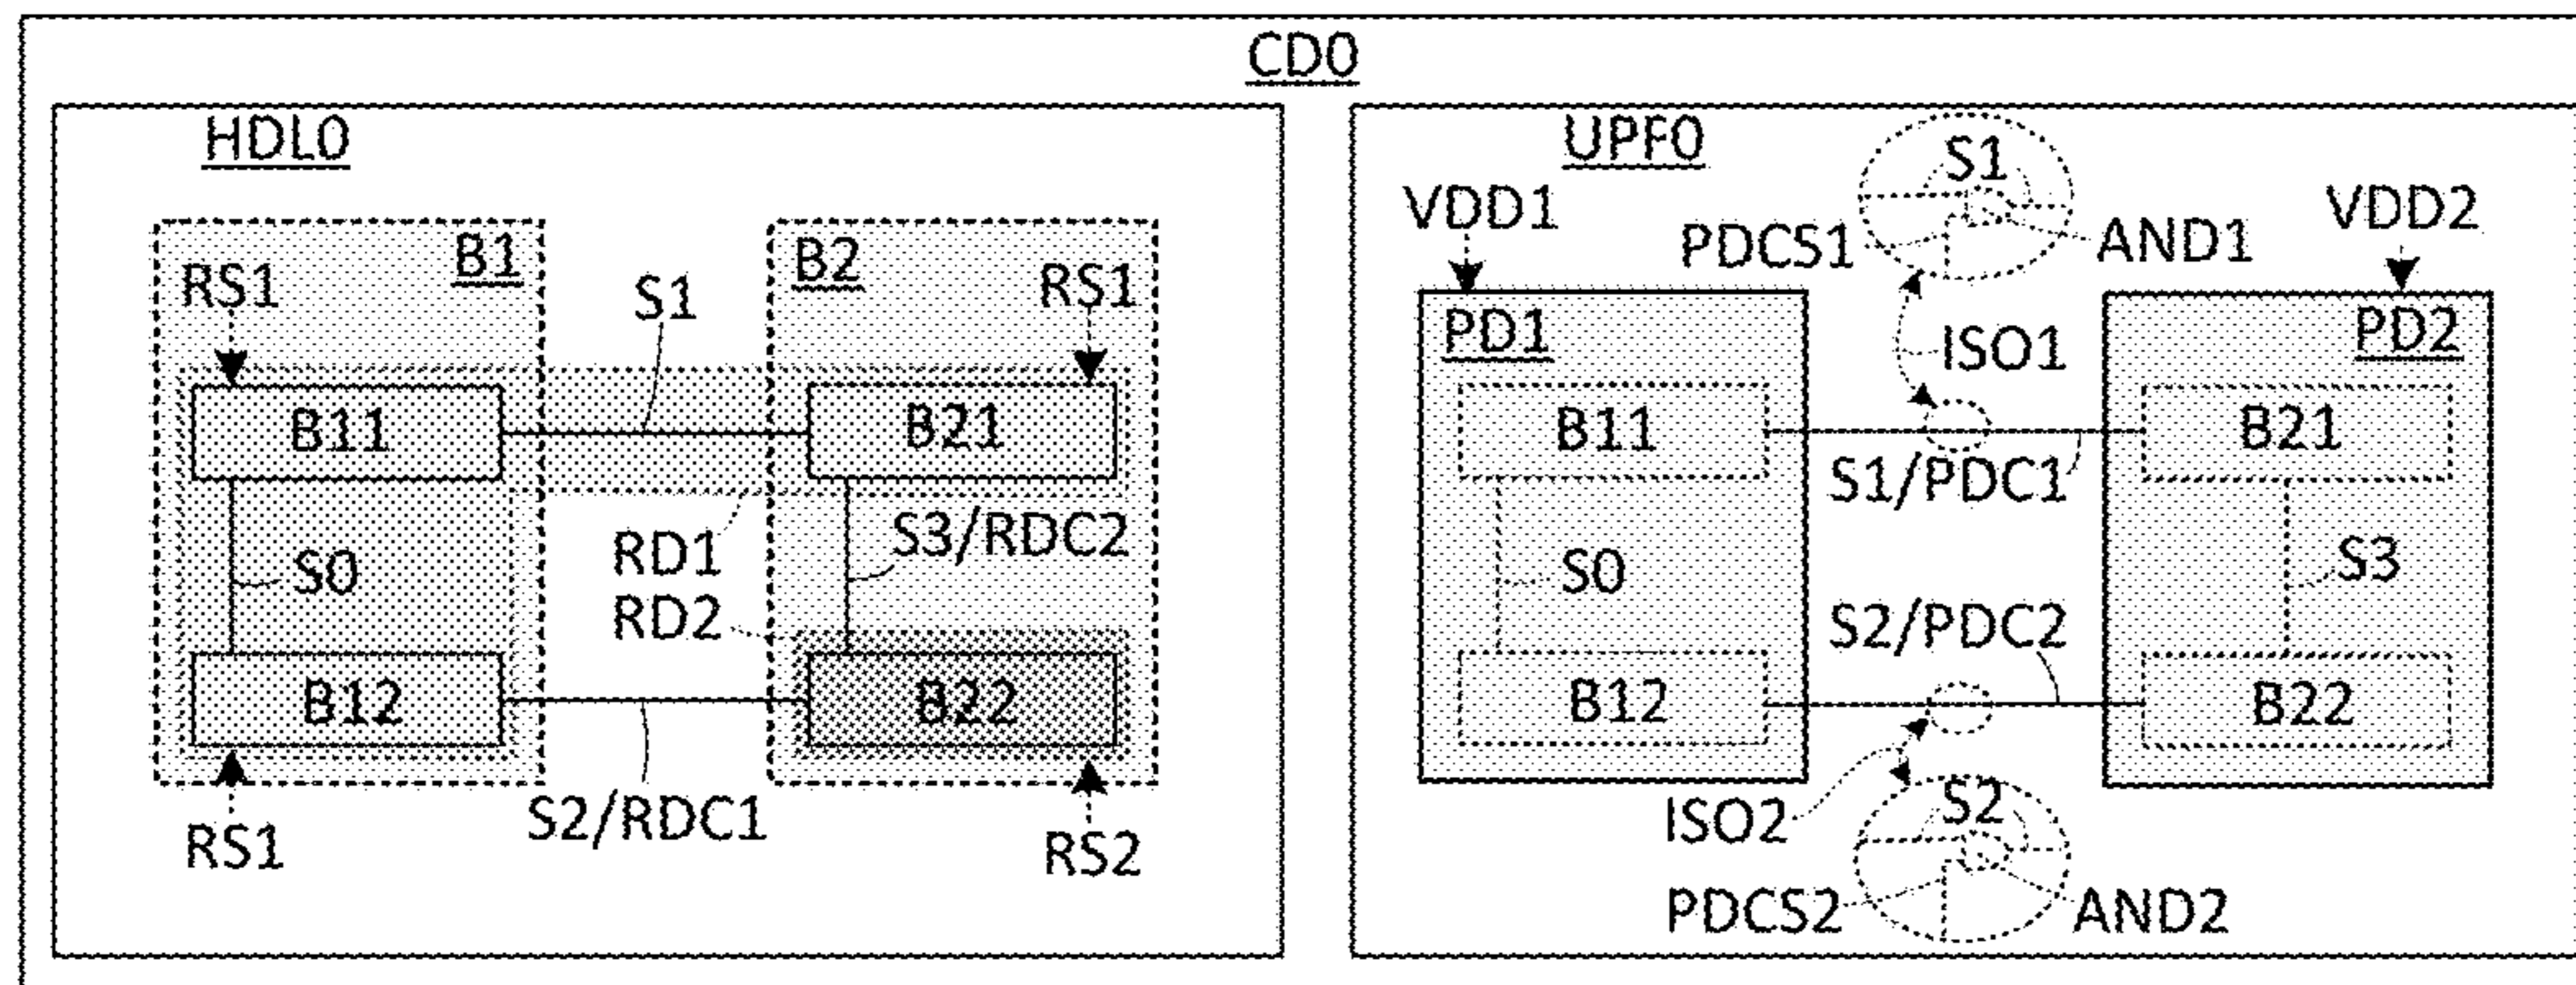 CD0
HDL0
B1
B2
RS1
RS1
S1
B11
B21
S0
RD1
S3/RDC2
RD2
B12
B22
RS1
S2/RDC1
RS2
UPF0
S1
VDD1
PDCS1
AND1
VDD2
PD1
ISO1
PD2
B11
B21
S1/PDC1
S0
S3
S2/PDC2
B12
B22
ISO2
S2
PDCS2
AND2